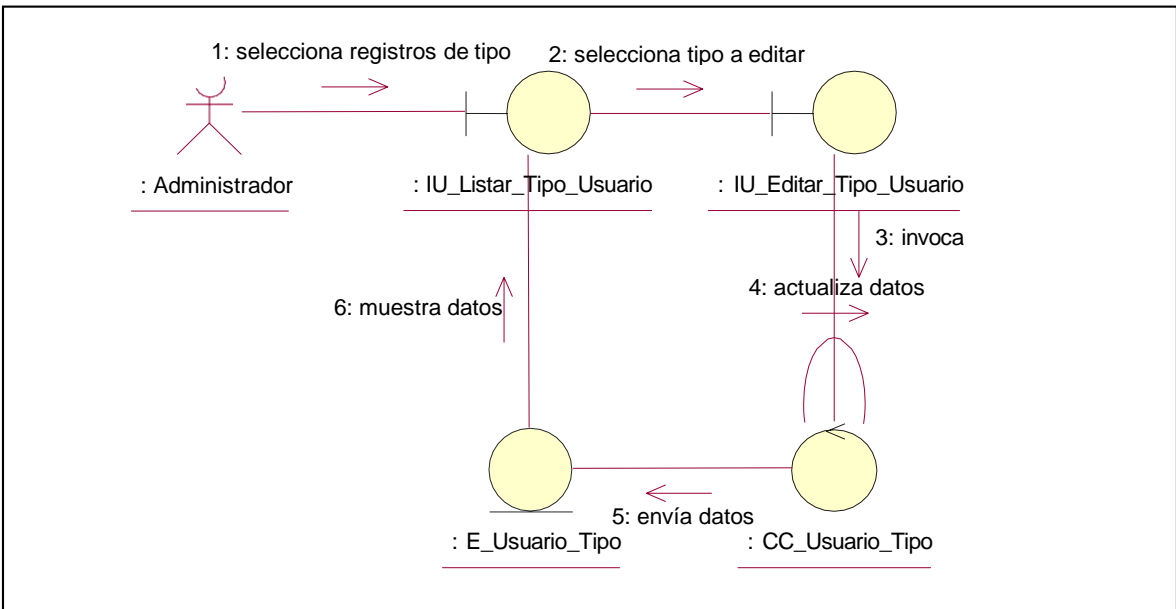 1: selecciona registros de tipo
2: selecciona tipo a editar
: Administrador
: IU_Listar_Tipo_Usuario
: IU_Editar_Tipo_Usuario
3: invoca
4: actualiza datos
6: muestra datos
5: envía datos
: E_Usuario_Tipo
: CC_Usuario_Tipo